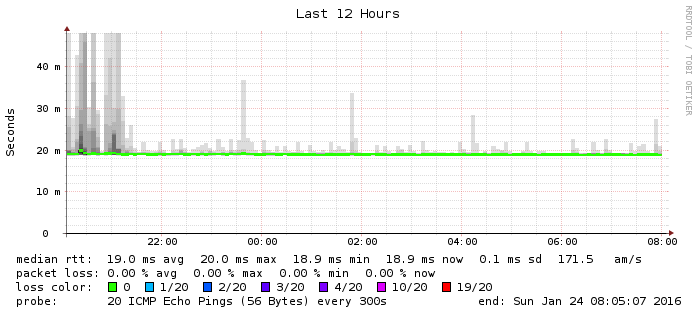 Last 12 Hours
RRDTOOL / TOBI OETIKER
Seconds
40 m
30 m
20 m
10 m
0
22:00 00:00 02:00 04:00 06:00 08:00
median rtt: 19.0 ms avg 20.0 ms max 18.9 ms min 18.9 ms now 0.1 ms sd 171.5 am/s
packet loss: 0.00 % avg 0.00 % max 0.00 % min 0.00 % now
loss color: 0 1/20 2/20 3/20 4/20 10/20 19/20
probe: 20 ICMP Echo Pings (56 Bytes) every 300s end: Sun Jan 24 08:05:07 2016